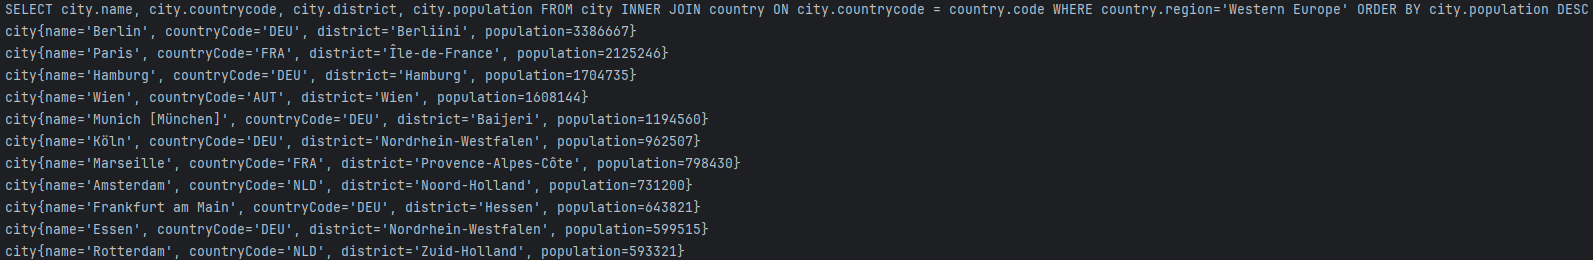 SELECT city.name, city.countrycode, city.district, city.population FROM city INNER JOIN country ON city.countrycode = country.code WHERE country.region='Western Europe' ORDER BY city.population DESC
city{name='Berlin', countryCode='DEU', district='Berliini', population=3386667}
city{name='Paris', countryCode='FRA', district='Île-de-France', population=2125246}
city{name='Hamburg', countryCode='DEU', district='Hamburg', population=1704735}
city{name='Wien', countryCode='AUT', district='Wien', population=1608144}
city{name='Munich [München]', countryCode='DEU', district='Baijeri', population=1194560}
city{name='Köln', countryCode='DEU', district='Nordrhein-Westfalen', population=962507}
city{name='Marseille', countryCode='FRA', district='Provence-Alpes-Côte', population=798430}
city{name='Amsterdam', countryCode='NLD', district='Noord-Holland', population=731200}
city{name='Frankfurt am Main', countryCode='DEU', district='Hessen', population=643821}
city{name='Essen', countryCode='DEU', district='Nordrhein-Westfalen', population=599515}
city{name='Rotterdam', countryCode='NLD', district='Zuid-Holland', population=593321}